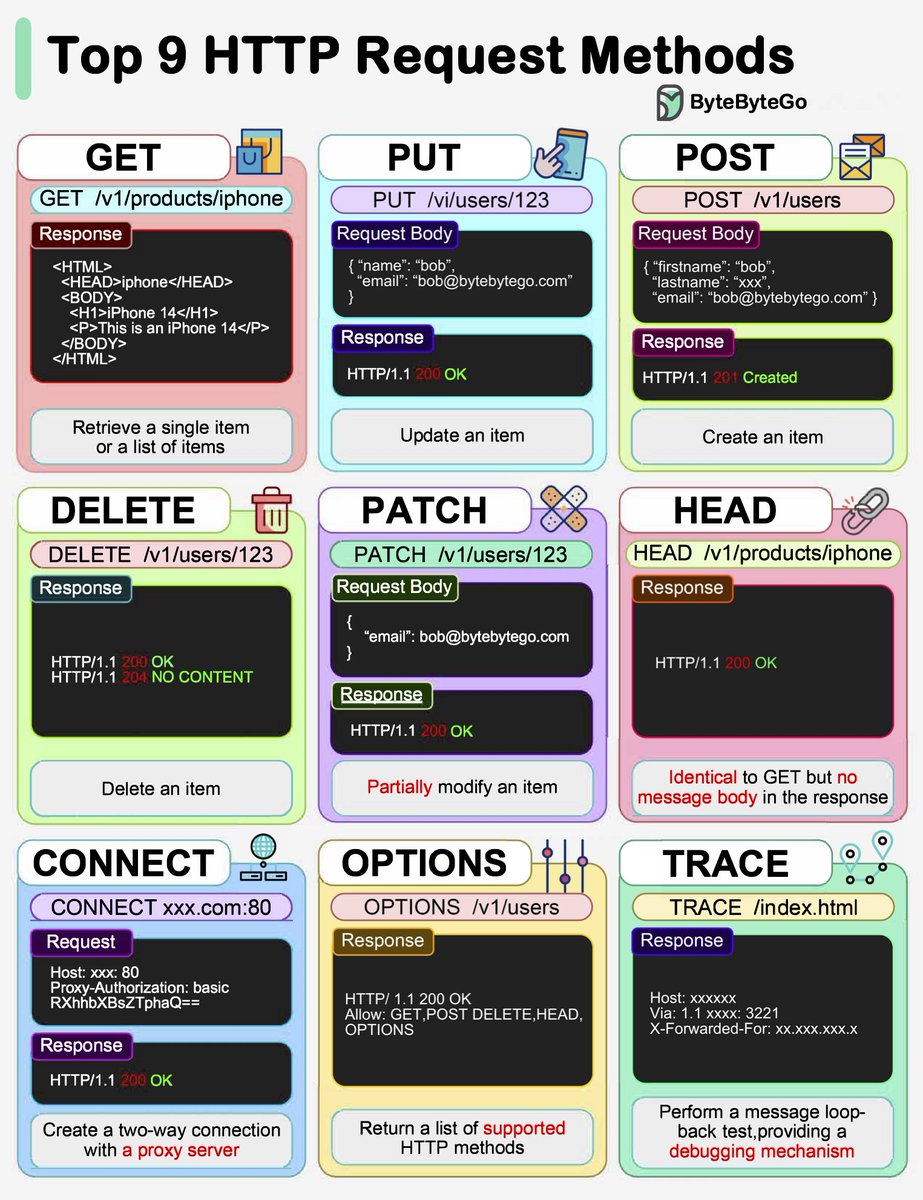 Top 9 HTTP Request Methods
ByteByteGo
GET
GET /v1/products/iphone
Response
<HTML>
<HEAD>iphone</HEAD>
<BODY>
<H1>iPhone 14</H1>
<P>This is an iPhone 14</P>
</BODY>
</HTML>
Retrieve a single item
or a list of items
PUT
PUT /vi/users/123
Request Body
{ “name”: “bob”,
“email”: “bob@bytebytego.com”
}
Response
HTTP/1.1 200 OK
Update an item
POST
POST /v1/users
Request Body
{ “firstname”: “bob”,
“lastname”: “xxx”,
“email”: “bob@bytebytego.com” }
Response
HTTP/1.1 201 Created
Create an item
DELETE
DELETE /v1/users/123
Response
HTTP/1.1 200 OK
HTTP/1.1 204 NO CONTENT
Delete an item
PATCH
PATCH /v1/users/123
Request Body
{
“email”: bob@bytebytego.com
}
Response
HTTP/1.1 200 OK
Partially modify an item
HEAD
HEAD /v1/products/iphone
Response
HTTP/1.1 200 OK
Identical to GET but no
message body in the response
CONNECT
CONNECT xxx.com:80
Request
Host: xxx: 80
Proxy-Authorization: basic
RXhhbXBsZTphaQ==
Response
HTTP/1.1 200 OK
Create a two-way connection
with a proxy server
OPTIONS
OPTIONS /v1/users
Response
HTTP/ 1.1 200 OK
Allow: GET,POST DELETE,HEAD,
OPTIONS
Return a list of supported
HTTP methods
TRACE
TRACE /index.html
Response
Host: xxxxxx
Via: 1.1 xxxx: 3221
X-Forwarded-For: xx.xxx.xxx.x
Perform a message loop-
back test,providing a
debugging mechanism